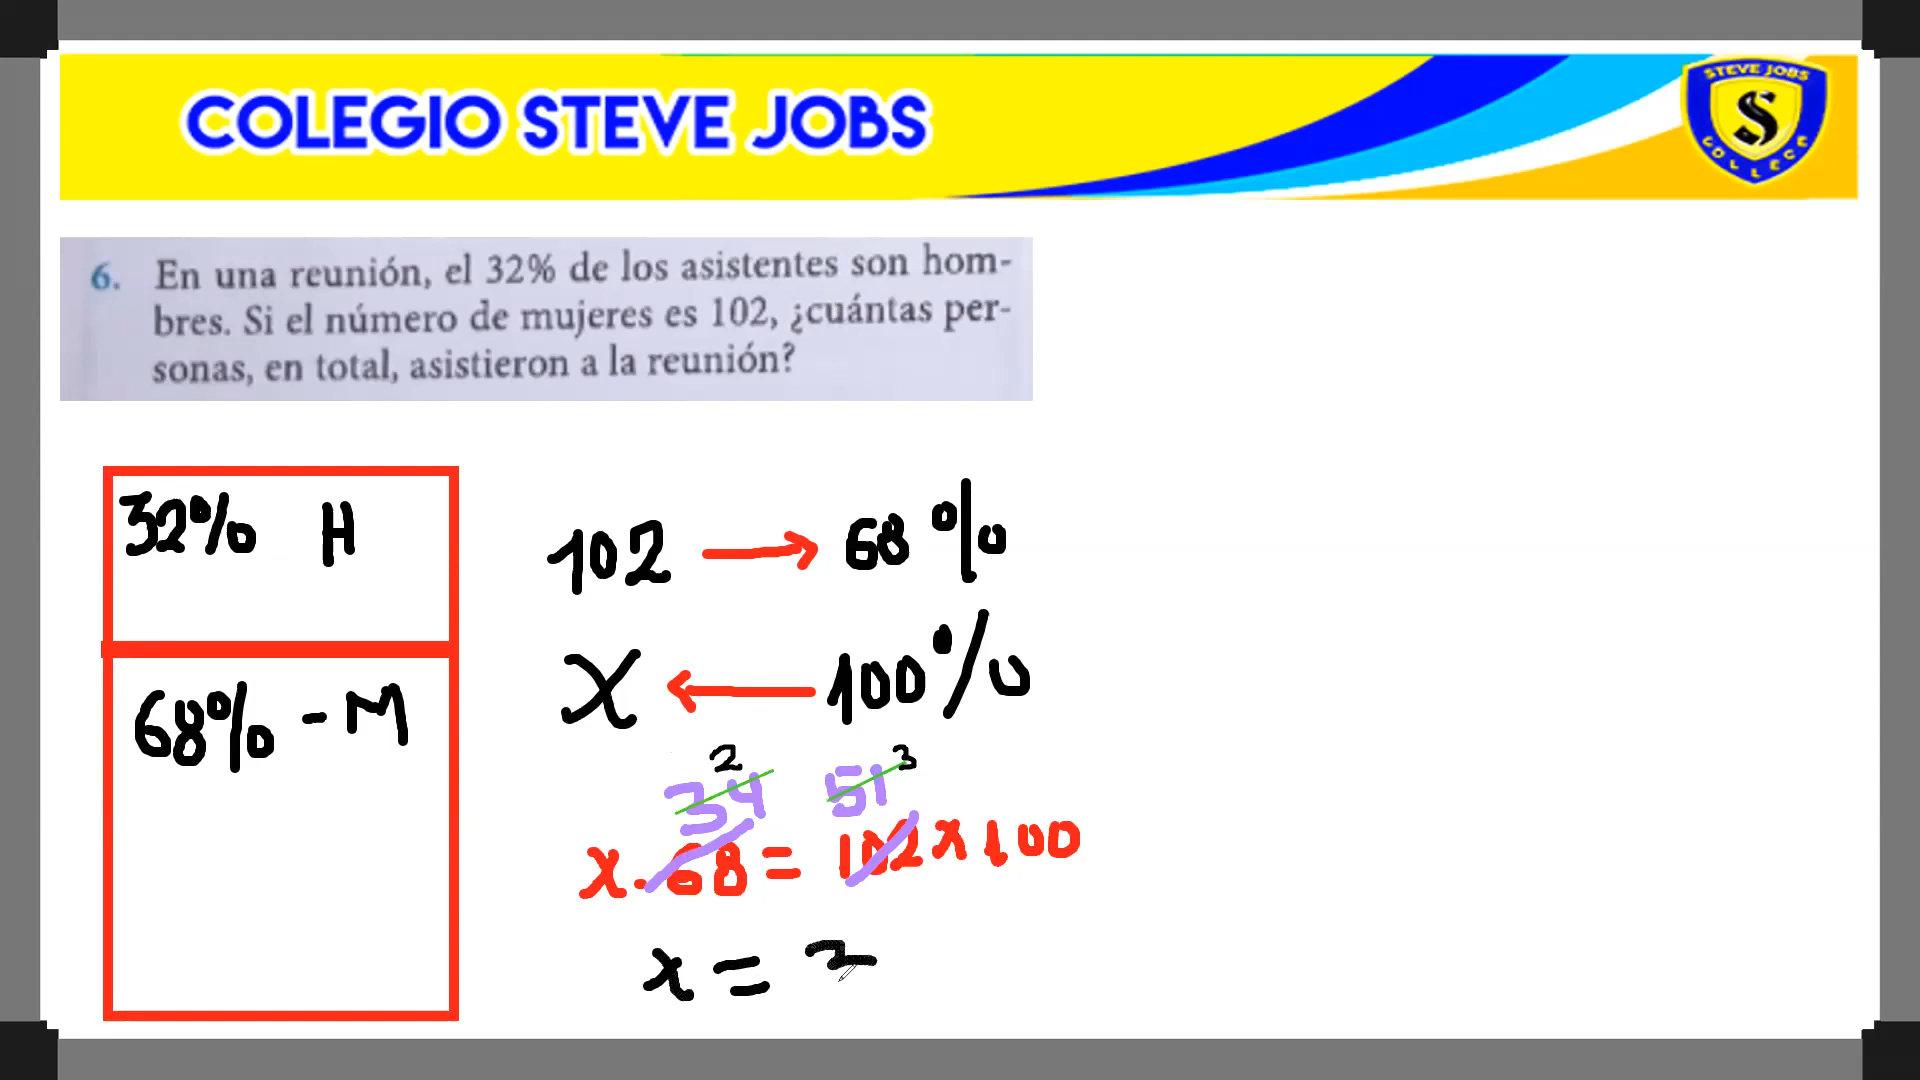 COLEGIO STEVE JOBS
STEVE JOBS
S
COLLEGE
6. En una reunión, el 32% de los asistentes son hom-
bres. Si el número de mujeres es 102, ¿cuántas per-
sonas, en total, asistieron a la reunión?
32% H
68% - M
102 → 68%
x ← 100%
2 3
34 51
x · 68 = 102 x 100
x =